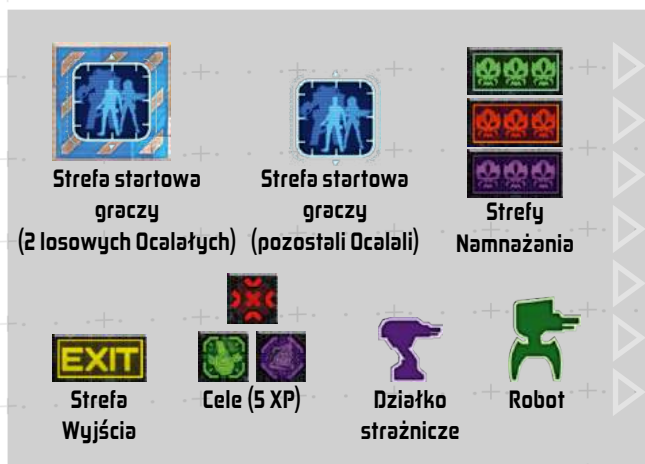 Strefa startowa
graczy
(2 losowych Ocalałych)
Strefa startowa
graczy
(pozostali Ocalali)
Strefy
Namnażania
EXIT
Strefa
Wyjścia
Cele (5 XP)
Działko
strażnicze
Robot